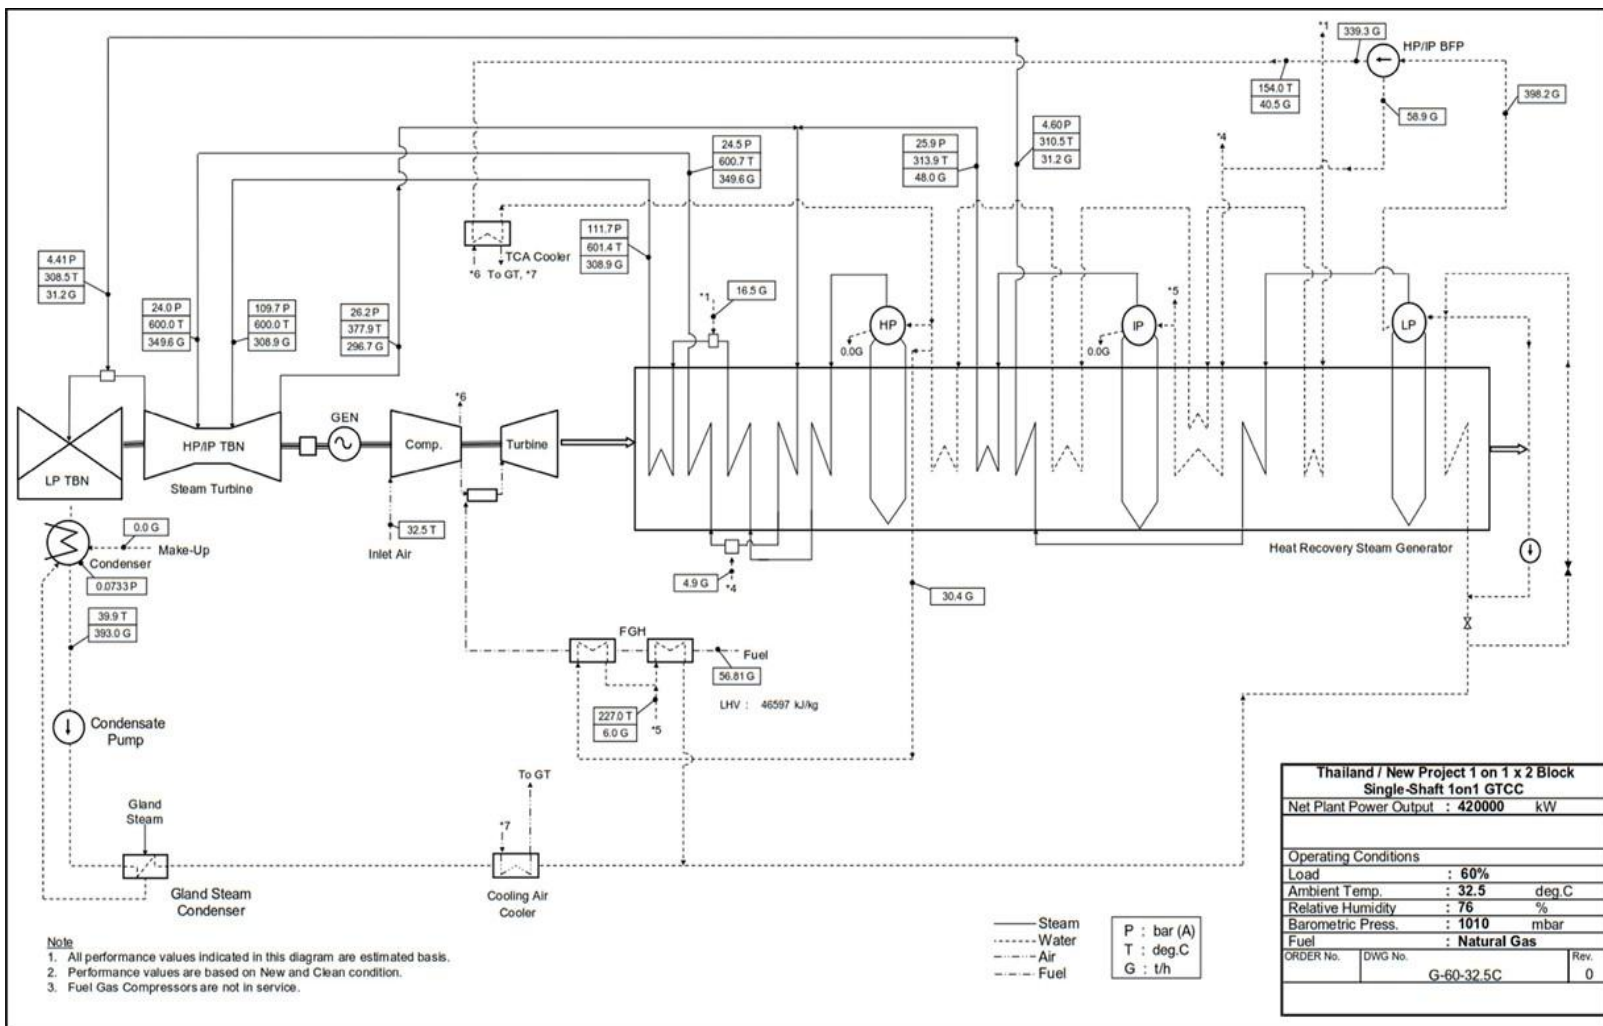 *1
339.3 G
HP/IP BFP
154.0 T
40.5 G
58.9 G
398.2 G
*4
4.60 P
310.5 T
31.2 G
25.9 P
313.9 T
48.0 G
24.5 P
600.7 T
349.6 G
111.7 P
601.4 T
308.9 G
TCA Cooler
*6 To GT, *7
4.41 P
308.5 T
31.2 G
24.0 P
600.0 T
349.6 G
109.7 P
600.0 T
308.9 G
26.2 P
377.9 T
296.7 G
*1
16.5 G
HP
0.0G
IP
0.0G
*5
LP
*6
GEN
Comp.
Turbine
HP/IP TBN
LP TBN
Steam Turbine
32.5 T
Inlet Air
0.0 G
Make-Up
Condenser
0.0733 P
39.9 T
393.0 G
4.9 G
*4
30.4 G
Heat Recovery Steam Generator
FGH
Fuel
56.81 G
LHV : 46597 kJ/kg
227.0 T
6.0 G
*5
Condensate
Pump
To GT
*7
Gland
Steam
Gland Steam
Condenser
Cooling Air
Cooler
Note
1. All performance values indicated in this diagram are estimated basis.
2. Performance values are based on New and Clean condition.
3. Fuel Gas Compressors are not in service.
Steam
Water
Air
Fuel
P : bar (A)
T : deg.C
G : t/h
Thailand / New Project 1 on 1 x 2 Block
Single-Shaft 1on1 GTCC
Net Plant Power Output : 420000 kW
Operating Conditions
Load : 60%
Ambient Temp. : 32.5 deg.C
Relative Humidity : 76 %
Barometric Press. : 1010 mbar
Fuel : Natural Gas
ORDER No. DWG No. Rev.
G-60-32.5C 0